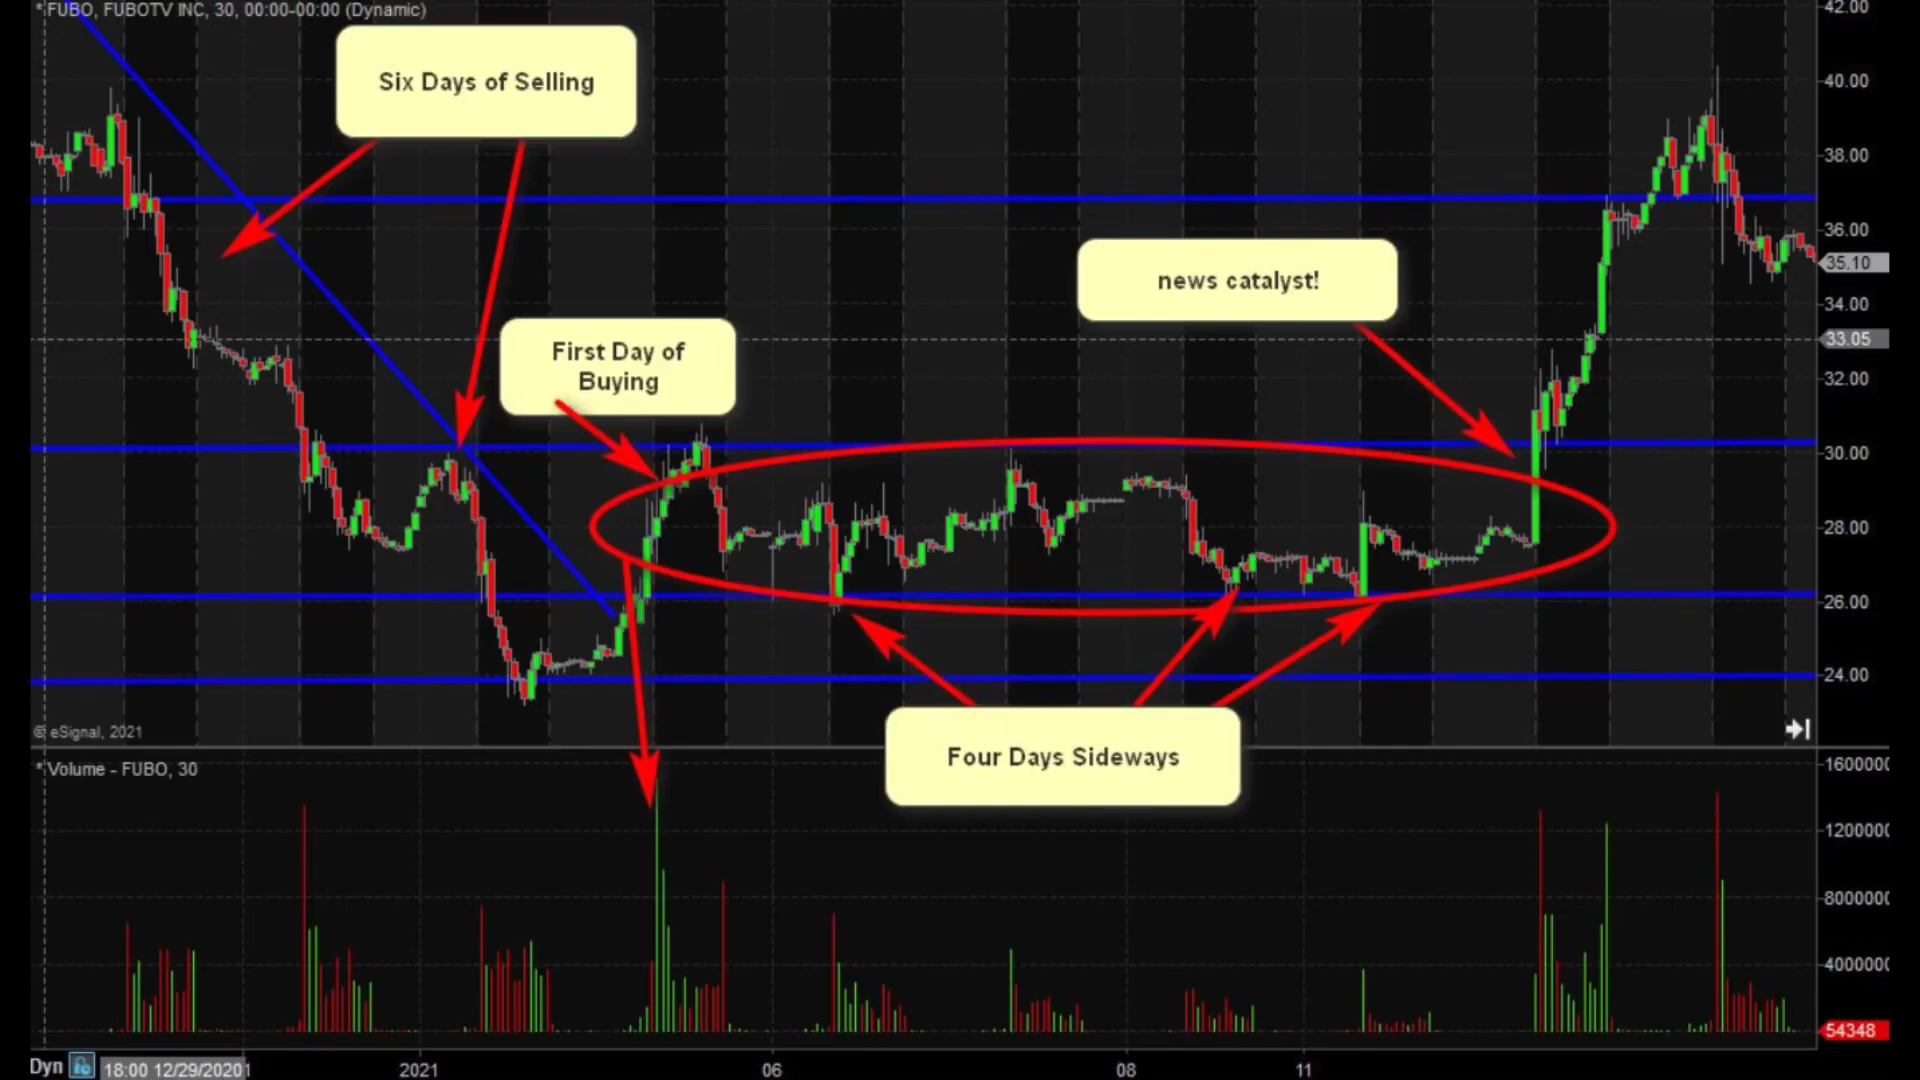 * FUBO, FUBOTV INC, 30, 00:00-00:00 (Dynamic)
42.00
Six Days of Selling
40.00
38.00
36.00
news catalyst!
35.10
34.00
33.05
First Day of
Buying
32.00
30.00
28.00
26.00
24.00
© eSignal, 2021
Four Days Sideways
* Volume - FUBO, 30
1600000
1200000
8000000
4000000
54348
Dyn
18:00 12/29/2020
2021
06
08
11